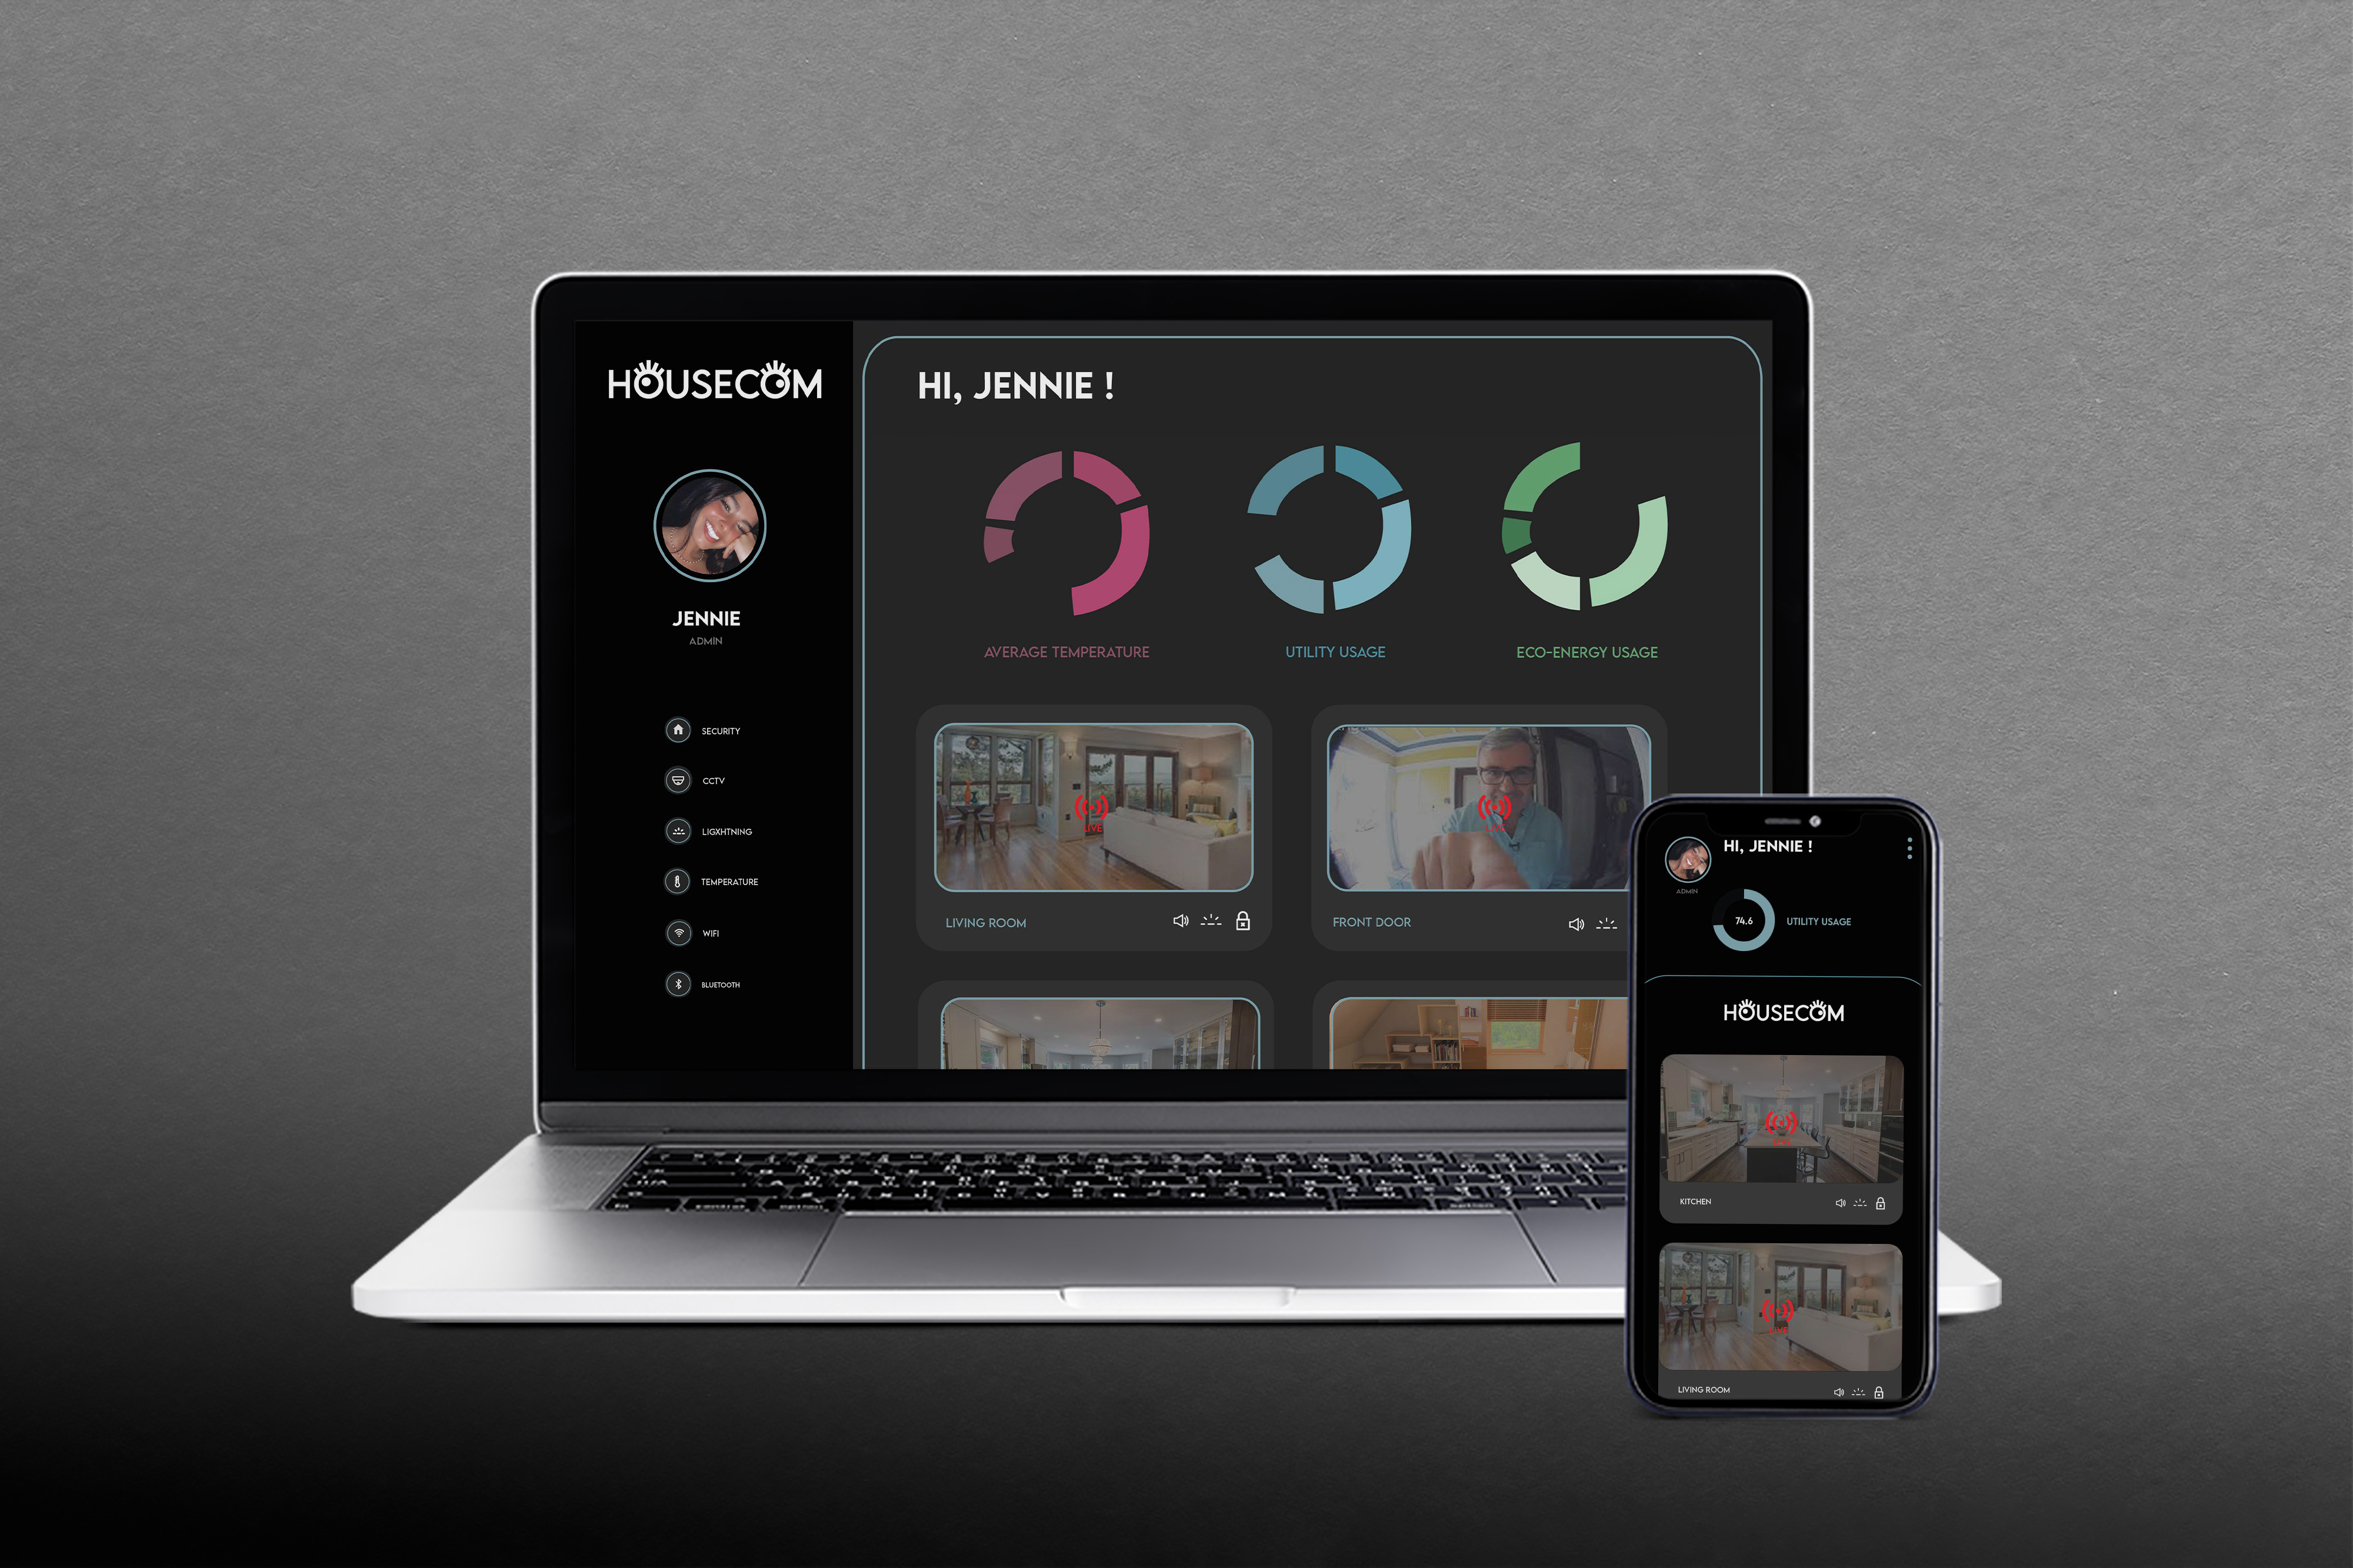 HOUSECOM
JENNIE
ADMIN
SECURITY
CCTV
LIGXHTNING
TEMPERATURE
WIFI
BLUETOOTH
HI, JENNIE !
AVERAGE TEMPERATURE
UTILITY USAGE
ECO-ENERGY USAGE
LIVE
LIVING ROOM
LIVE
FRONT DOOR
HI, JENNIE !
ADMIN
74.6
UTILITY USAGE
HOUSECOM
LIVE
KITCHEN
LIVE
LIVING ROOM